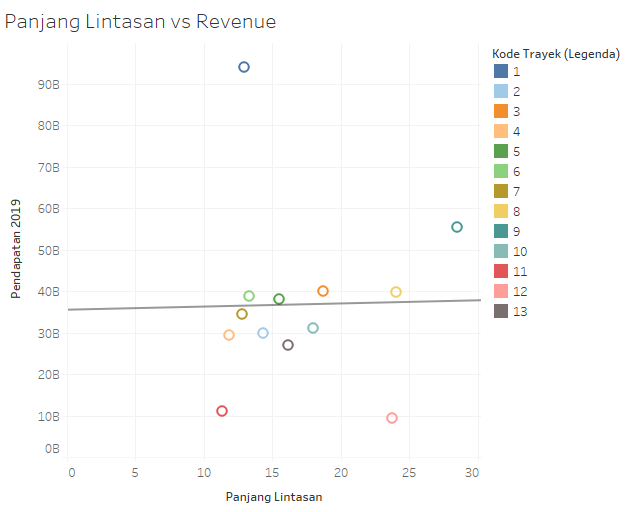 Panjang Lintasan vs Revenue
Kode Trayek (Legenda)
1
2
3
4
5
6
7
8
9
10
11
12
13
Pendapatan 2019
90B
80B
70B
60B
50B
40B
30B
20B
10B
0B
0 5 10 15 20 25 30
Panjang Lintasan